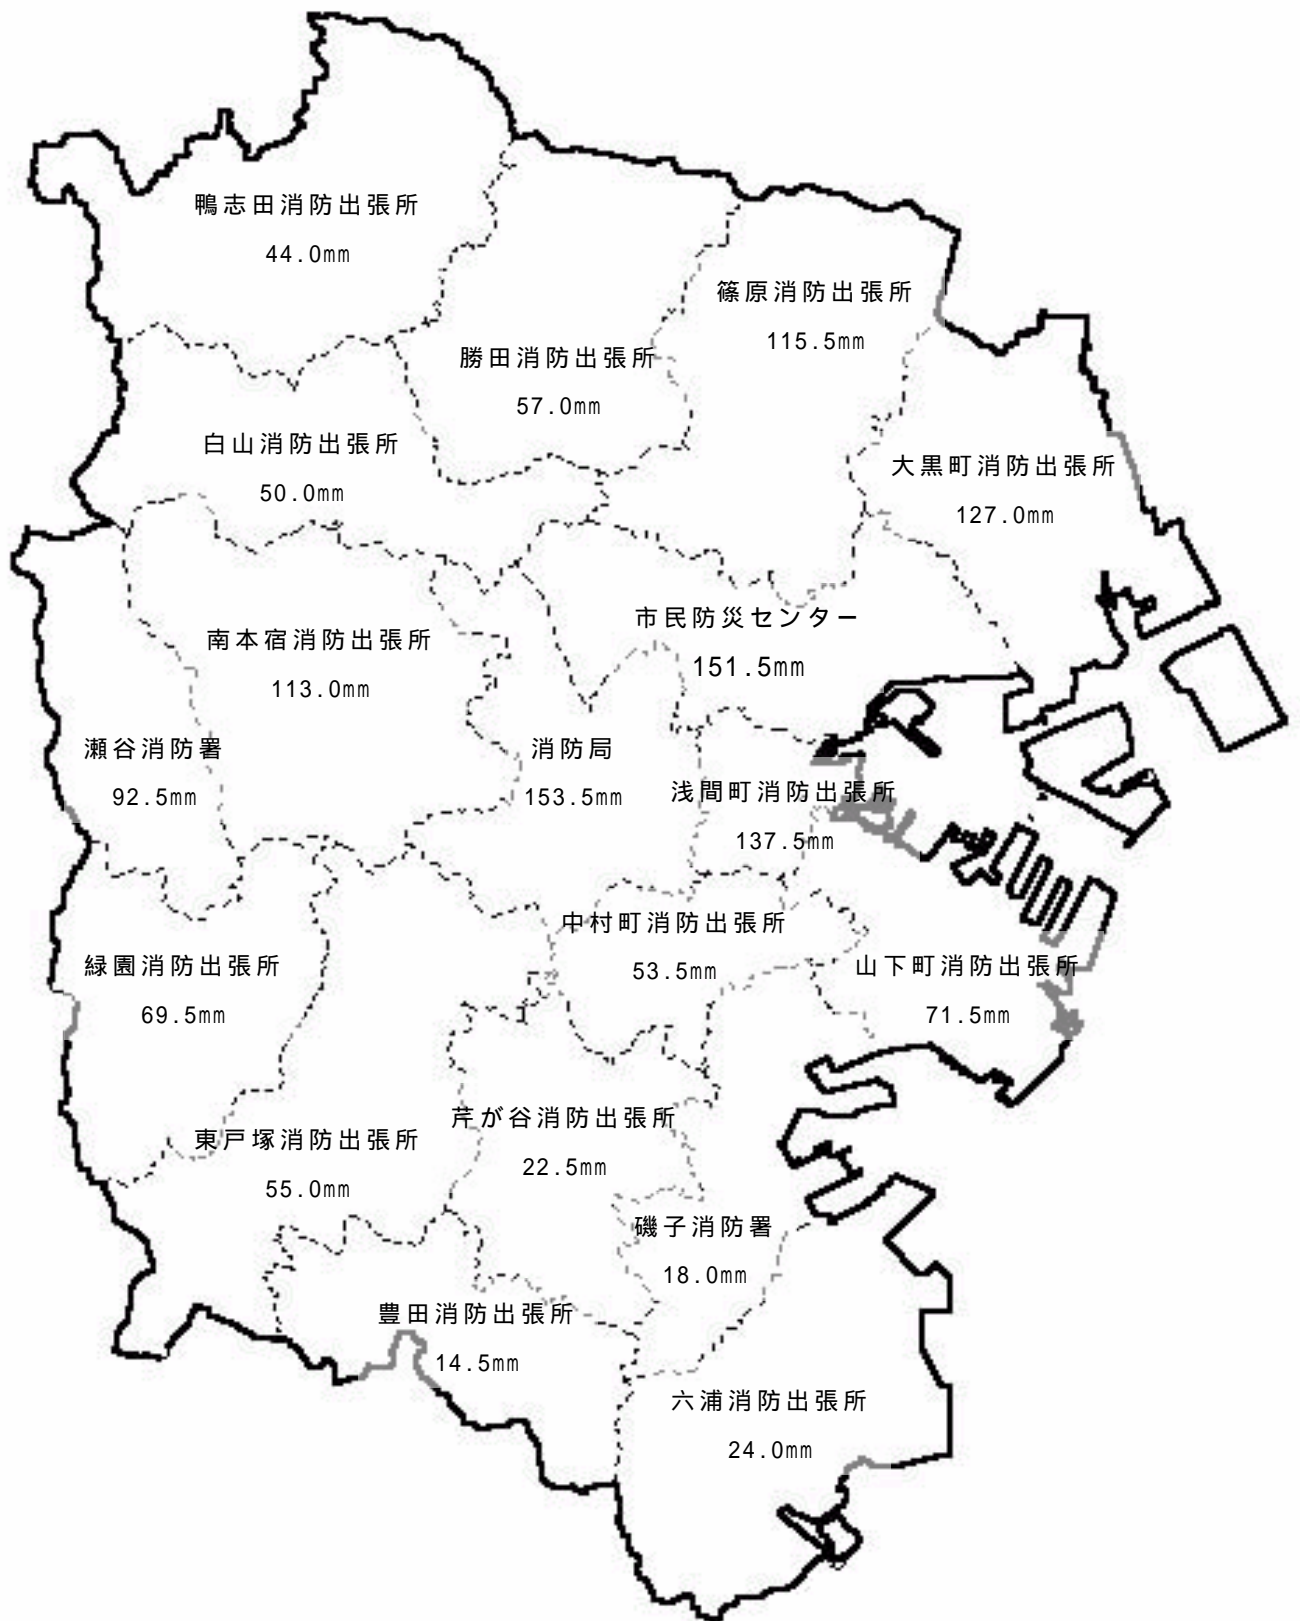 鴨志田消防出張所
44.0mm
篠原消防出張所
115.5mm
勝田消防出張所
57.0mm
白山消防出張所
50.0mm
大黒町消防出張所
127.0mm
市民防災センター
151.5mm
南本宿消防出張所
113.0mm
瀬谷消防署
92.5mm
消防局
153.5mm
浅間町消防出張所
137.5mm
中村町消防出張所
53.5mm
緑園消防出張所
69.5mm
山下町消防出張所
71.5mm
芹が谷消防出張所
22.5mm
東戸塚消防出張所
55.0mm
磯子消防署
18.0mm
豊田消防出張所
14.5mm
六浦消防出張所
24.0mm